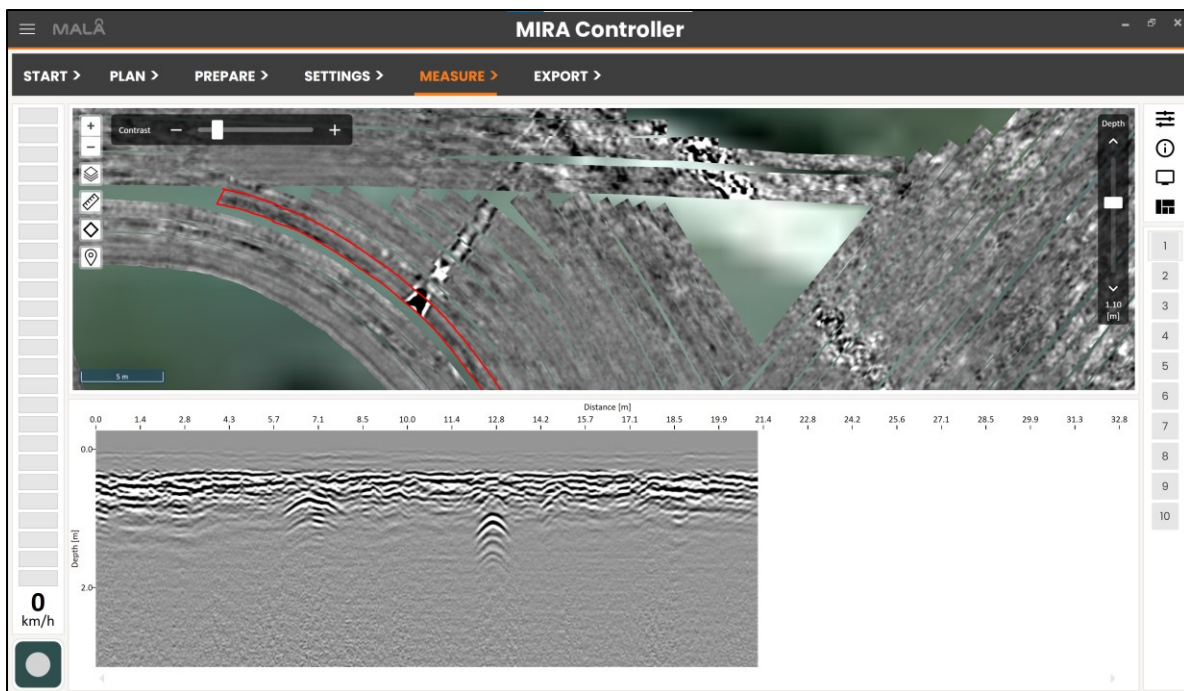 MALÅ
MIRA Controller
START > PLAN > PREPARE > SETTINGS > MEASURE > EXPORT >
+ Contrast − +
−
Depth
1.10
[m]
5 m
1
2
3
4
5
6
7
8
9
10
Distance [m]
0.0 1.4 2.8 4.3 5.7 7.1 8.5 10.0 11.4 12.8 14.2 15.7 17.1 18.5 19.9 21.4 22.8 24.2 25.6 27.1 28.5 29.9 31.3 32.8
0.0
Depth [m]
2.0
0
km/h